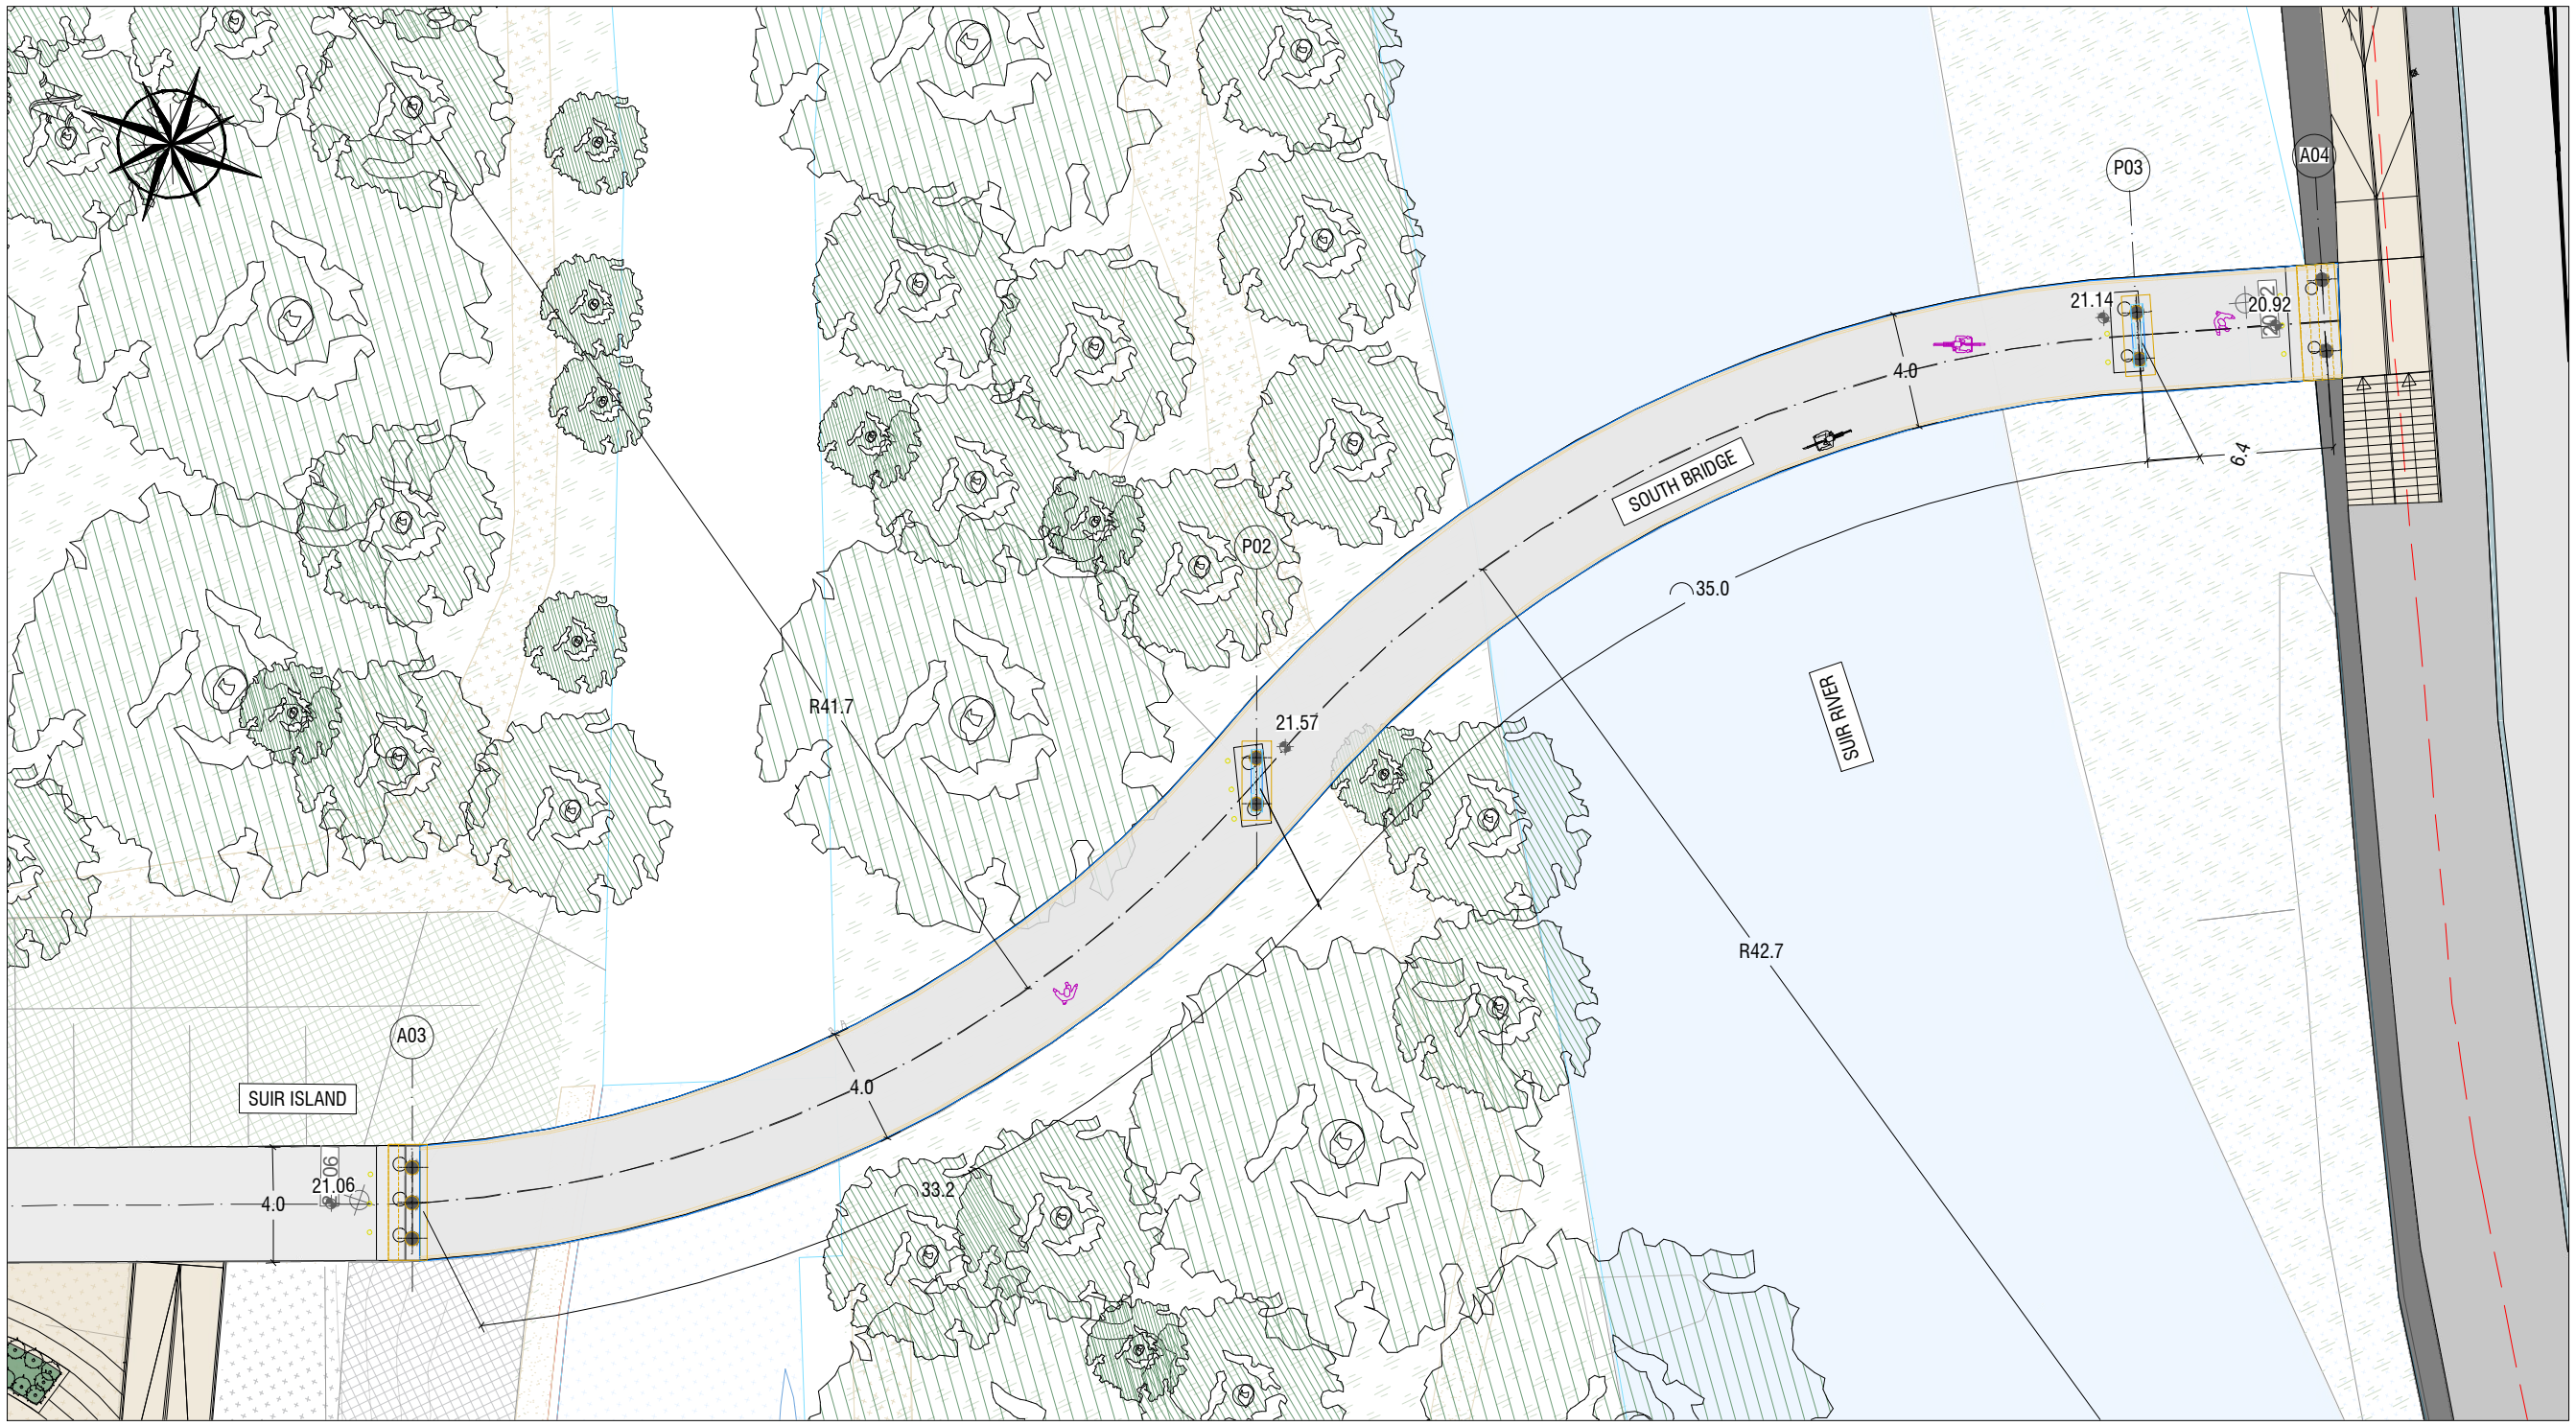 A04
P03
21.14
20.92
4.0
6.4
SOUTH BRIDGE
P02
35.0
R41.7
21.57
SUIR RIVER
R42.7
A03
4.0
SUIR ISLAND
21.06
33.2
4.0